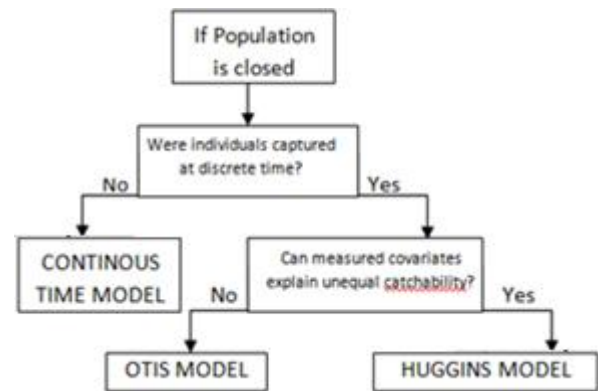 If Population
is closed
Were individuals captured
at discrete time?
No
Yes
CONTINOUS
TIME MODEL
Can measured covariates
explain unequal catchability?
No
Yes
OTIS MODEL
HUGGINS MODEL